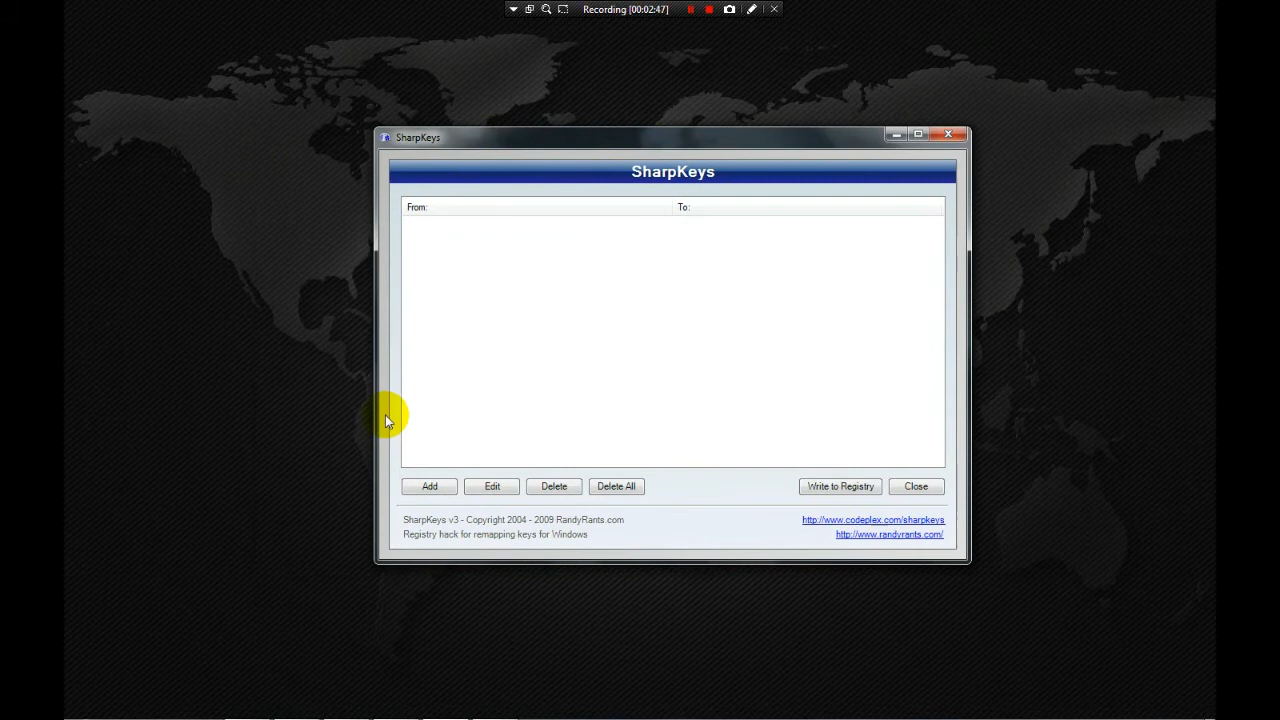 Recording [00:02:47]
SharpKeys
SharpKeys
From: To:
Add Edit Delete Delete All Write to Registry Close
SharpKeys v3 - Copyright 2004 - 2009 RandyRants.com http://www.codeplex.com/sharpkeys
Registry hack for remapping keys for Windows http://www.randyrants.com/